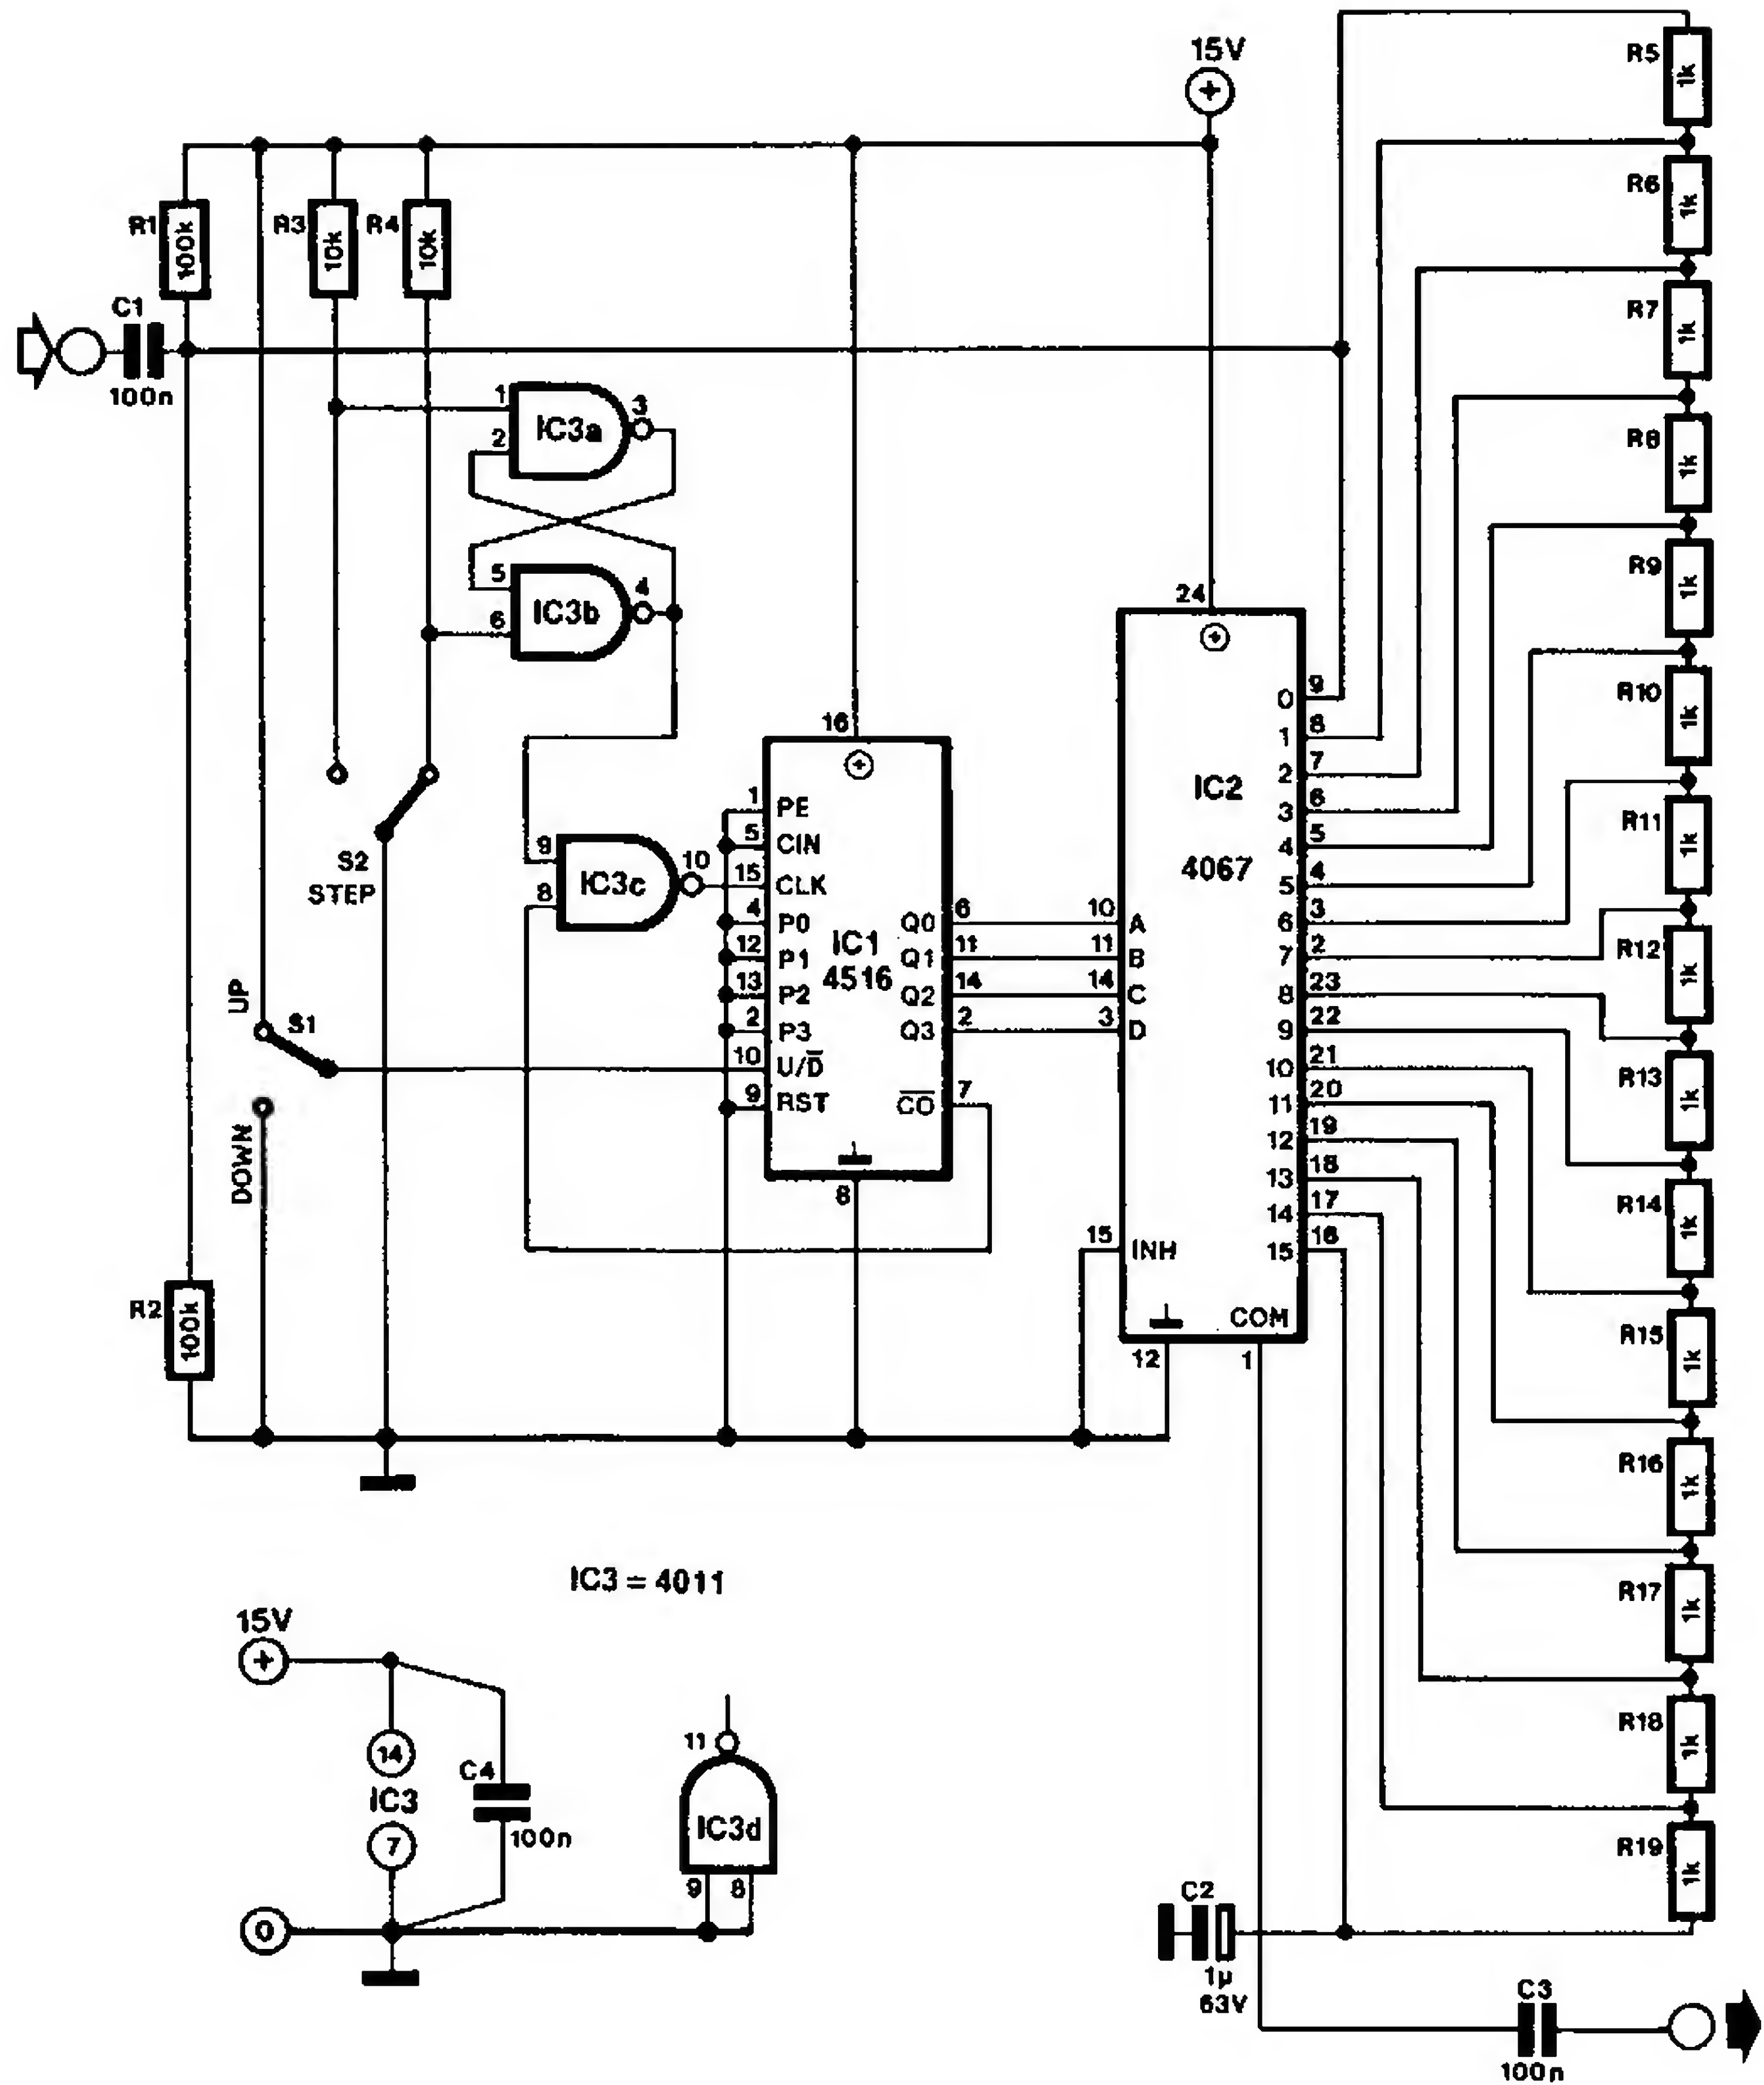 15V
R1 100k
R3 10k
R4 10k
C1
100n
1
2
IC3a
3
5
6
IC3b
4
S2
STEP
9
8
IC3c
10
UP
S1
DOWN
R2 100k
16
1 PE
5 CIN
15 CLK
4 P0
12 P1
13 P2
2 P3
10 U/D̅
9 RST
IC1
4516
Q0 6
Q1 11
Q2 14
Q3 2
C̅O̅ 7
8
24
IC2
4067
10 A
11 B
14 C
3 D
15 INH
12
COM
1
0 9
1 8
2 7
3 6
4 5
5 4
6 3
7 2
8 23
9 22
10 21
11 20
12 19
13 18
14 17
15 16
R5 1k
R6 1k
R7 1k
R8 1k
R9 1k
R10 1k
R11 1k
R12 1k
R13 1k
R14 1k
R15 1k
R16 1k
R17 1k
R18 1k
R19 1k
IC3 = 4011
15V
14
IC3
7
0
C4
100n
11
IC3d
9 8
C2
1µ
63V
C3
100n